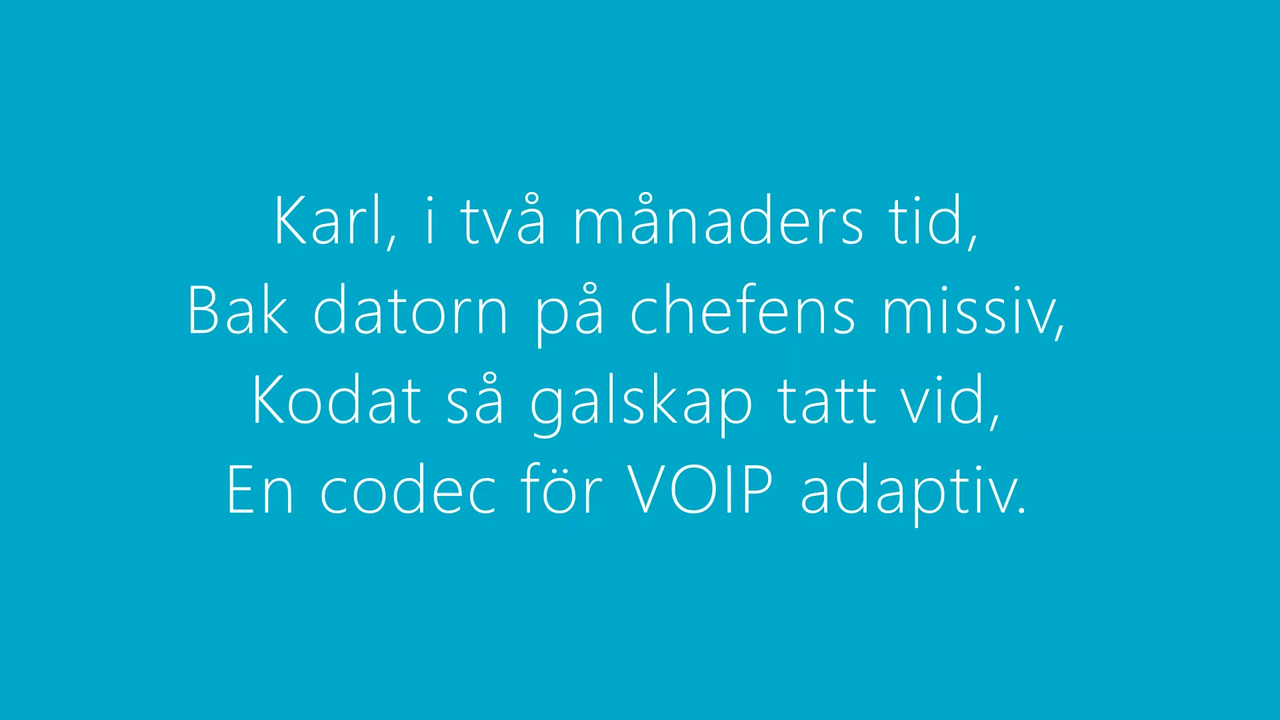 Karl, i två månaders tid,
Bak datorn på chefens missiv,
Kodat så galskap tatt vid,
En codec för VOIP adaptiv.